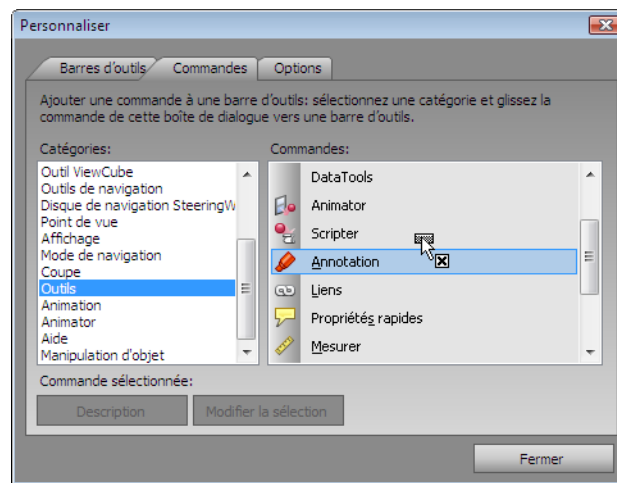 Personnaliser
Barres d'outils Commandes Options
Ajouter une commande à une barre d'outils: sélectionnez une catégorie et glissez la
commande de cette boîte de dialogue vers une barre d'outils.
Catégories:
Outil ViewCube
Outils de navigation
Disque de navigation SteeringW
Point de vue
Affichage
Mode de navigation
Coupe
Outils
Animation
Animator
Aide
Manipulation d'objet
Commandes:
DataTools
Animator
Scripter
Annotation
Liens
Propriétés rapides
Mesurer
Commande sélectionnée:
Description Modifier la sélection
Fermer